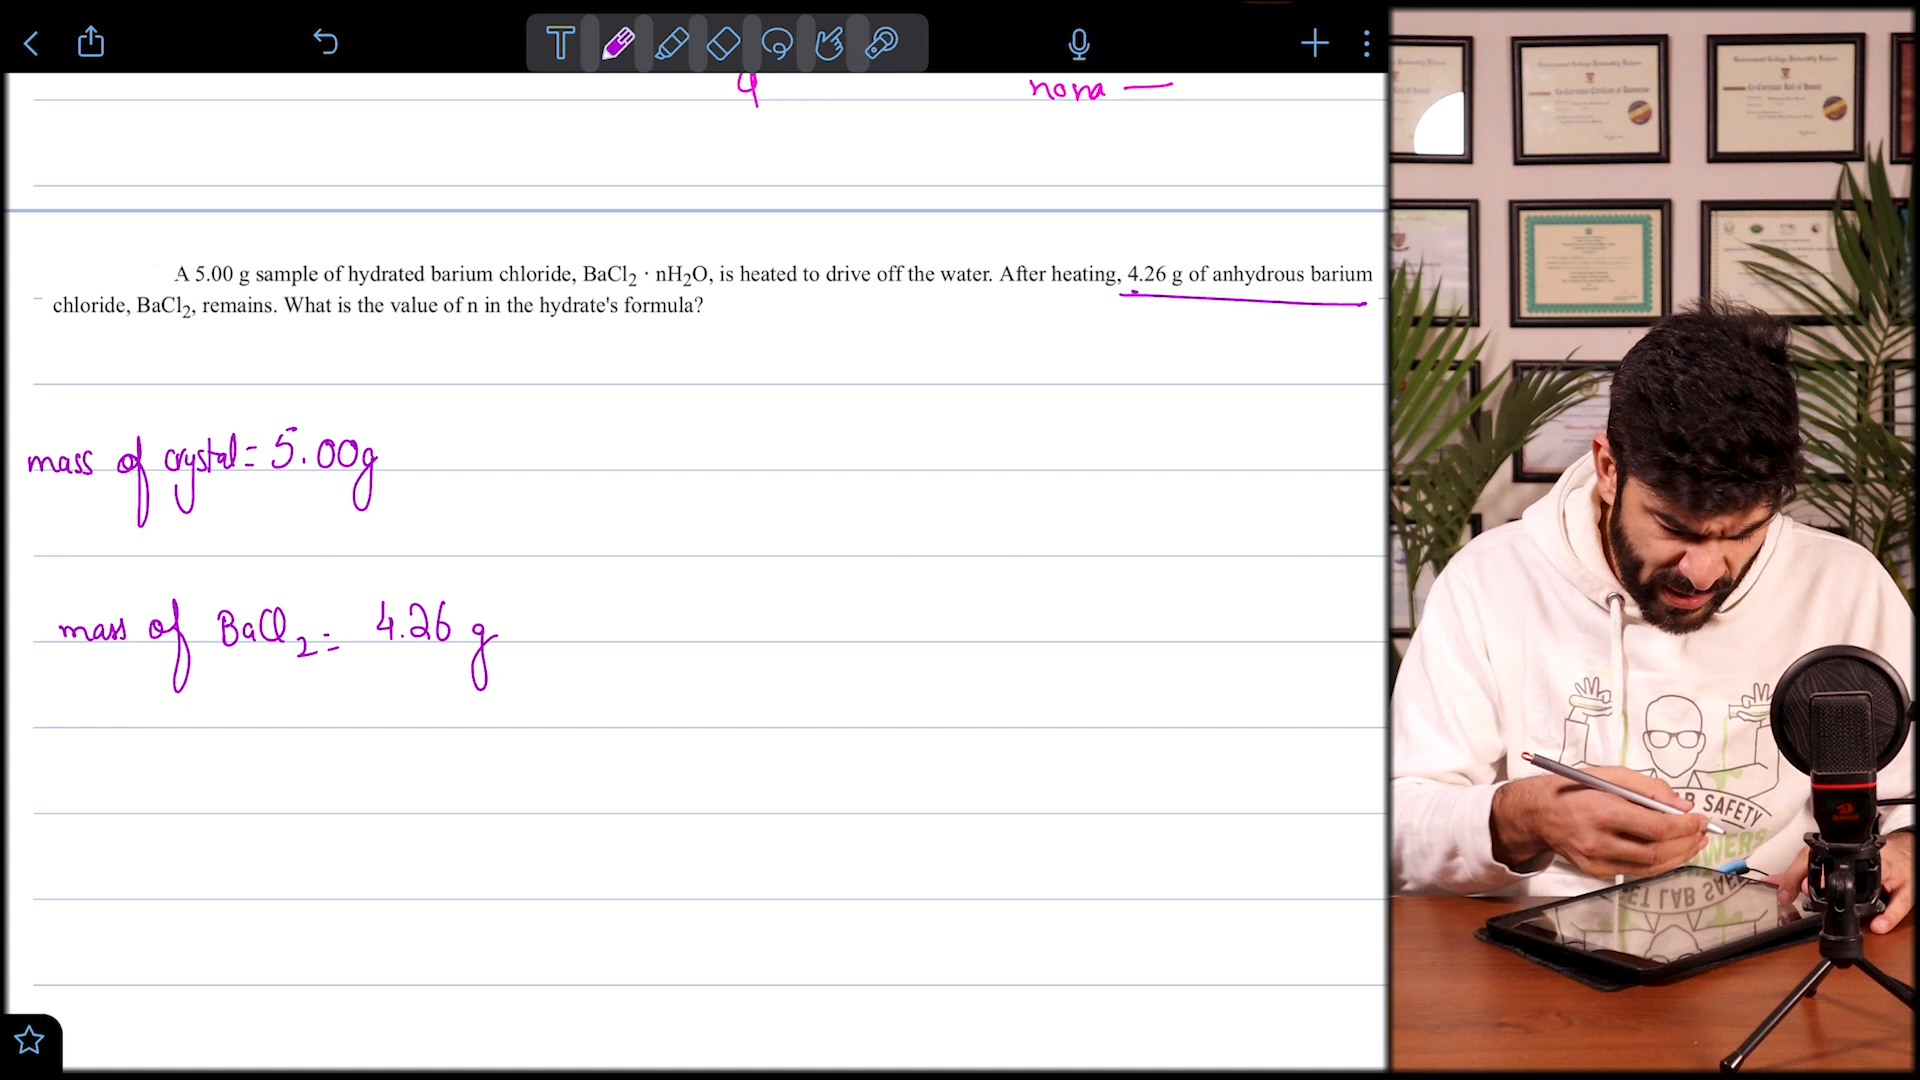 nona —
A 5.00 g sample of hydrated barium chloride, BaCl₂ · nH₂O, is heated to drive off the water. After heating, 4.26 g of anhydrous barium
chloride, BaCl₂, remains. What is the value of n in the hydrate's formula?
mass of crystal = 5.00g
mass of BaCl₂ = 4.26 g
SAFETY